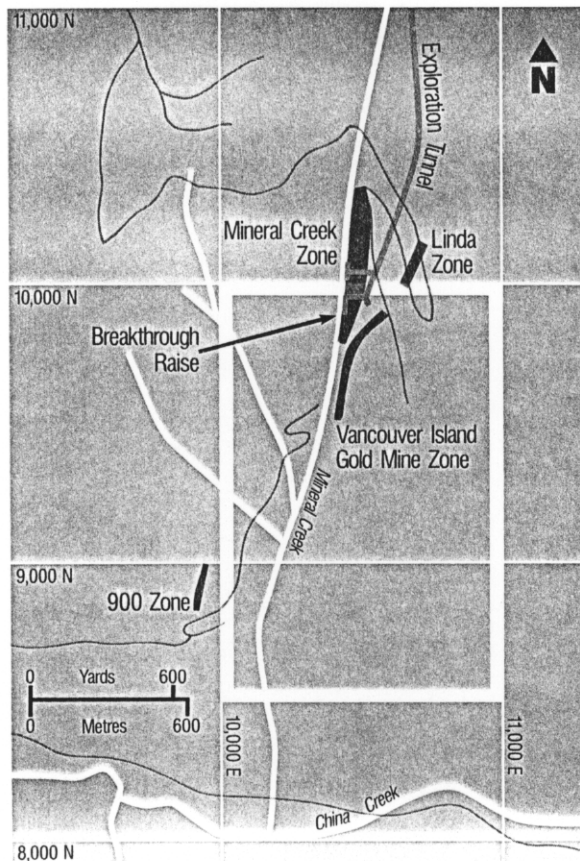 11,000 N
N
Exploration Tunnel
Mineral Creek
Zone
Linda
Zone
10,000 N
Breakthrough
Raise
Vancouver Island
Gold Mine Zone
Mineral Creek
9,000 N
900 Zone
0 Yards 600
0 Metres 600
10,000 E
11,000 E
China Creek
8,000 N